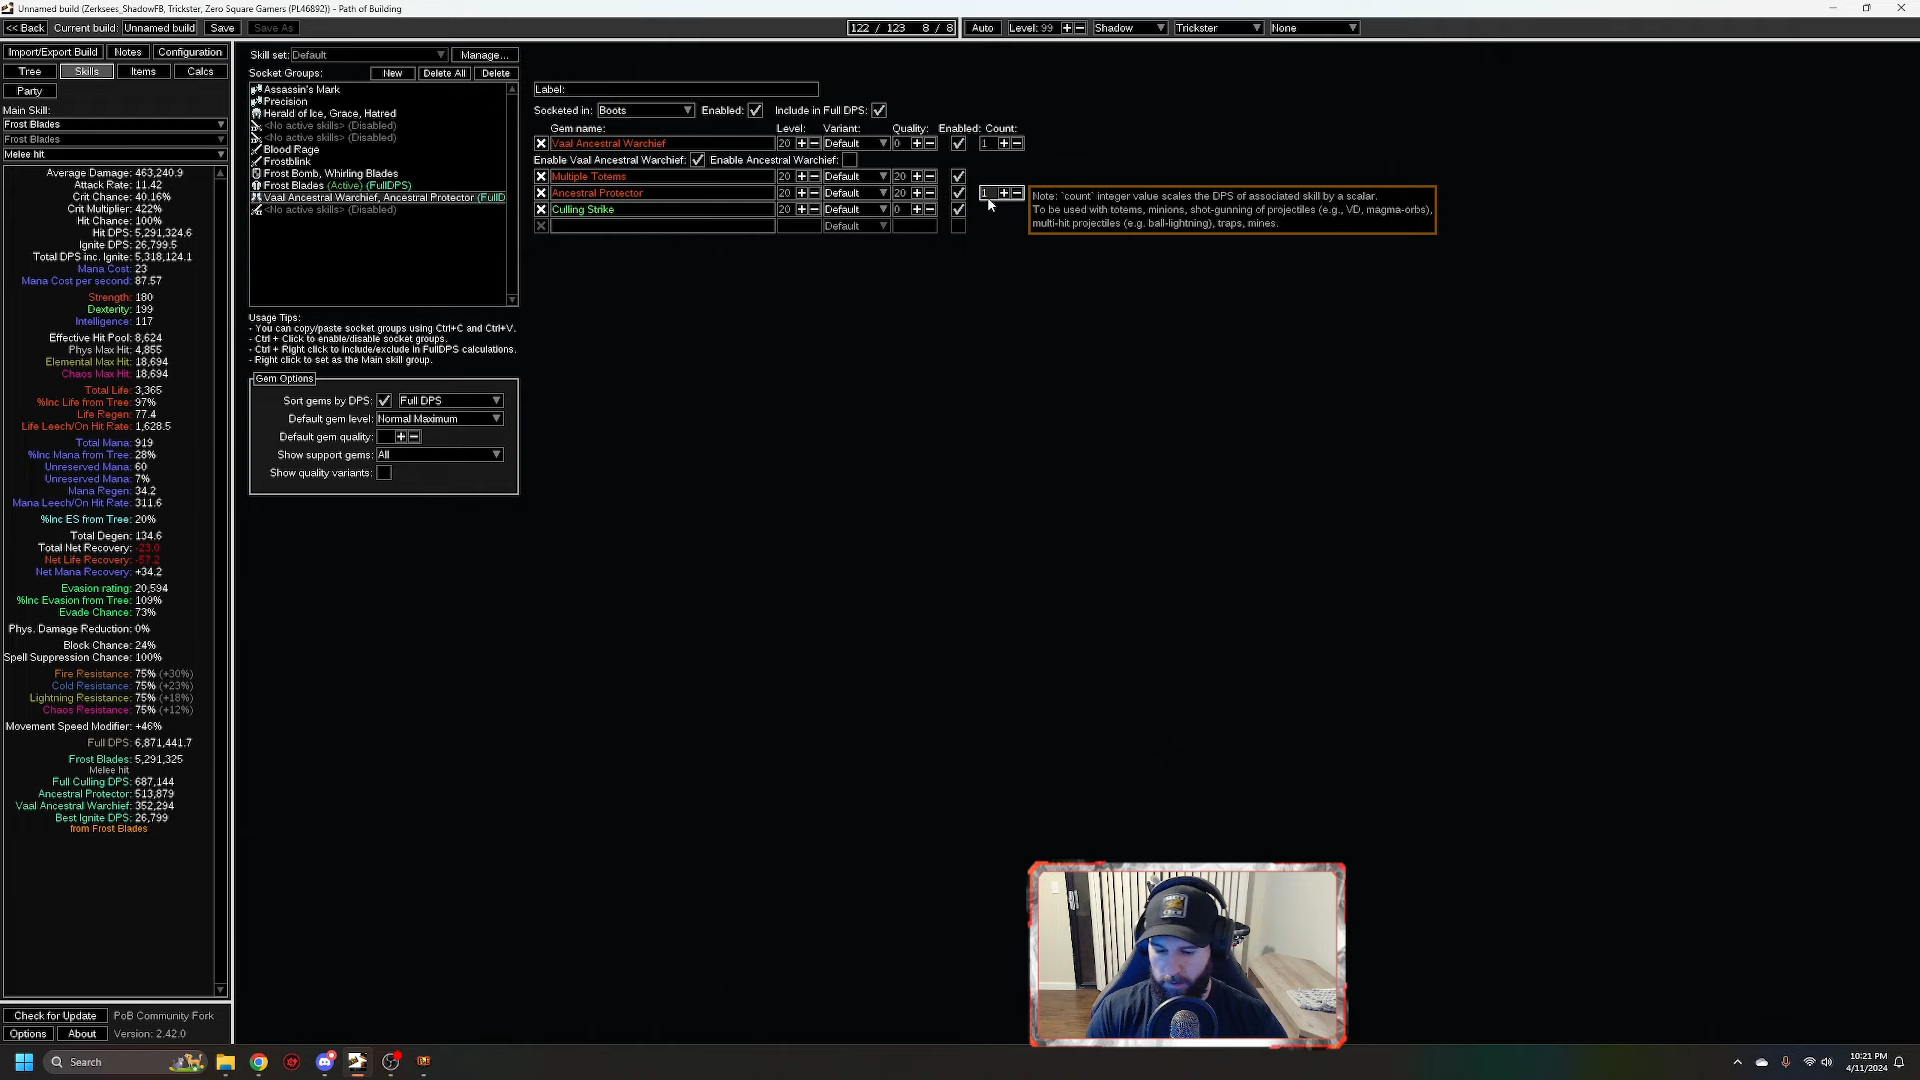 Unnamed build (Zerksees_ShadowFB, Trickster, Zero Square Gamers (PL46892)) - Path of Building
<< Back Current build: Unnamed build Save Save As 122 / 123 8 / 8 Auto Level: 99 Shadow Trickster None
Import/Export Build Notes Configuration
Tree Skills Items Calcs
Party
Main Skill:
Frost Blades
Frost Blades
Melee hit
Average Damage: 463,240.9
Attack Rate: 11.42
Crit Chance: 40.16%
Crit Multiplier: 422%
Hit Chance: 100%
Hit DPS: 5,291,324.6
Ignite DPS: 26,799.5
Total DPS inc. Ignite: 5,318,124.1
Mana Cost: 23
Mana Cost per second: 87.57
Strength: 180
Dexterity: 199
Intelligence: 117
Effective Hit Pool: 8,624
Phys Max Hit: 4,855
Elemental Max Hit: 18,694
Chaos Max Hit: 18,694
Total Life: 3,365
%Inc Life from Tree: 97%
Life Regen: 77.4
Life Leech/On Hit Rate: 1,628.5
Total Mana: 919
%Inc Mana from Tree: 28%
Unreserved Mana: 60
Unreserved Mana: 7%
Mana Regen: 34.2
Mana Leech/On Hit Rate: 311.6
%Inc ES from Tree: 20%
Total Degen: 134.6
Total Net Recovery: -23.0
Net Life Recovery: -57.2
Net Mana Recovery: +34.2
Evasion rating: 20,594
%Inc Evasion from Tree: 109%
Evade Chance: 73%
Phys. Damage Reduction: 0%
Block Chance: 24%
Spell Suppression Chance: 100%
Fire Resistance: 75% (+30%)
Cold Resistance: 75% (+23%)
Lightning Resistance: 75% (+18%)
Chaos Resistance: 75% (+12%)
Movement Speed Modifier: +46%
Full DPS: 6,871,441.7
Frost Blades: 5,291,325
Melee hit
Full Culling DPS: 687,144
Ancestral Protector: 513,879
Vaal Ancestral Warchief: 352,294
Best Ignite DPS: 26,799
from Frost Blades
Check for Update PoB Community Fork
Options About Version: 2.42.0
Skill set: Default Manage...
Socket Groups: New Delete All Delete
Assassin's Mark
Precision
Herald of Ice, Grace, Hatred
<No active skills> (Disabled)
<No active skills> (Disabled)
Blood Rage
Frostblink
Frost Bomb, Whirling Blades
Frost Blades (Active) (FullDPS)
Vaal Ancestral Warchief, Ancestral Protector (FullD
<No active skills> (Disabled)
Usage Tips:
- You can copy/paste socket groups using Ctrl+C and Ctrl+V.
- Ctrl + Click to enable/disable socket groups.
- Ctrl + Right click to include/exclude in FullDPS calculations.
- Right click to set as the Main skill group.
Gem Options
Sort gems by DPS: Full DPS
Default gem level: Normal Maximum
Default gem quality:
Show support gems: All
Show quality variants:
Label:
Socketed in: Boots Enabled: Include in Full DPS:
Gem name: Level: Variant: Quality: Enabled: Count:
Vaal Ancestral Warchief 20 Default 0 1
Enable Vaal Ancestral Warchief: Enable Ancestral Warchief:
Multiple Totems 20 Default 20
Ancestral Protector 20 Default 20 1
Culling Strike 20 Default 0
Default
Note: `count` integer value scales the DPS of associated skill by a scalar.
To be used with totems, minions, shot-gunning of projectiles (e.g., VD, magma-orbs),
multi-hit projectiles (e.g. ball-lightning), traps, mines.
Search
10:21 PM
4/11/2024